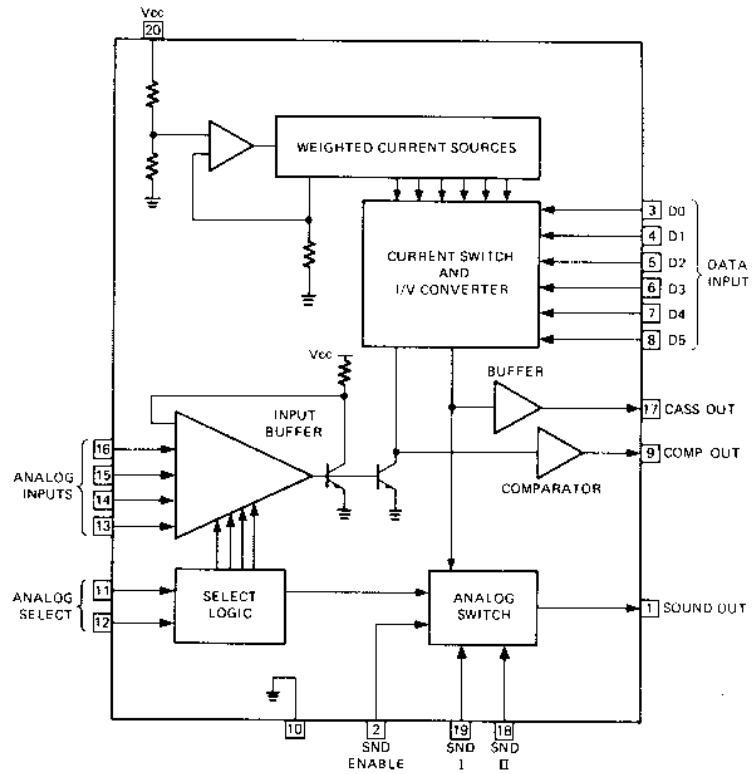 Vcc
20
WEIGHTED CURRENT SOURCES
CURRENT SWITCH
AND
I/V CONVERTER
3 D0
4 D1
5 D2
6 D3
7 D4
8 D5
DATA
INPUT
Vcc
BUFFER
17 CASS OUT
INPUT
BUFFER
9 COMP OUT
COMPARATOR
ANALOG
INPUTS
16
15
14
13
ANALOG
SELECT
11
12
SELECT
LOGIC
ANALOG
SWITCH
1 SOUND OUT
10
2
SND
ENABLE
19
SND
I
18
SND
II